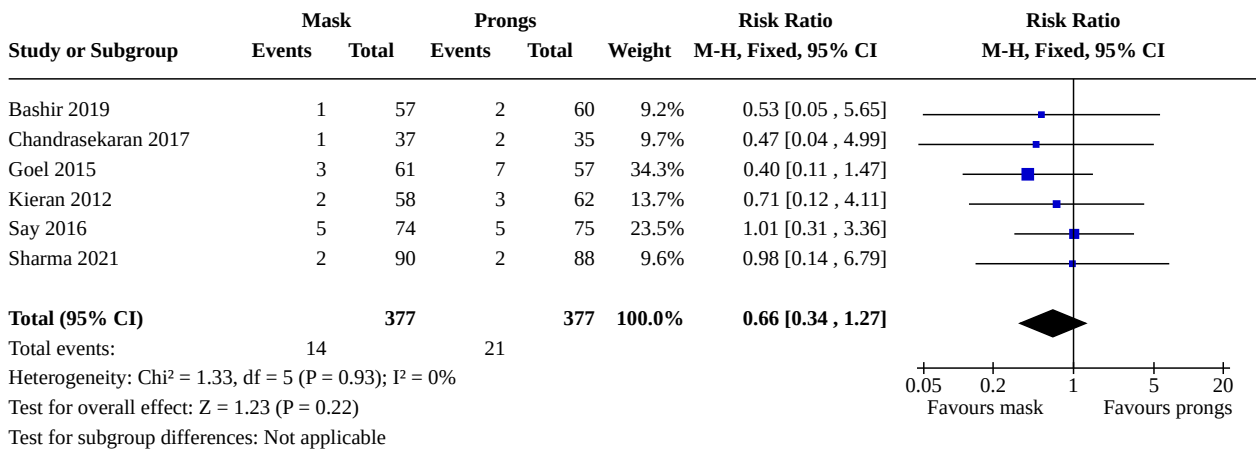 Mask Prongs Risk Ratio Risk Ratio
Study or Subgroup Events Total Events Total Weight M-H, Fixed, 95% CI M-H, Fixed, 95% CI
Bashir 2019 1 57 2 60 9.2% 0.53 [0.05 , 5.65]
Chandrasekaran 2017 1 37 2 35 9.7% 0.47 [0.04 , 4.99]
Goel 2015 3 61 7 57 34.3% 0.40 [0.11 , 1.47]
Kieran 2012 2 58 3 62 13.7% 0.71 [0.12 , 4.11]
Say 2016 5 74 5 75 23.5% 1.01 [0.31 , 3.36]
Sharma 2021 2 90 2 88 9.6% 0.98 [0.14 , 6.79]
Total (95% CI) 377 377 100.0% 0.66 [0.34 , 1.27]
Total events: 14 21
Heterogeneity: Chi² = 1.33, df = 5 (P = 0.93); I² = 0%
0.05 0.2 1 5 20
Test for overall effect: Z = 1.23 (P = 0.22)
Favours mask Favours prongs
Test for subgroup differences: Not applicable